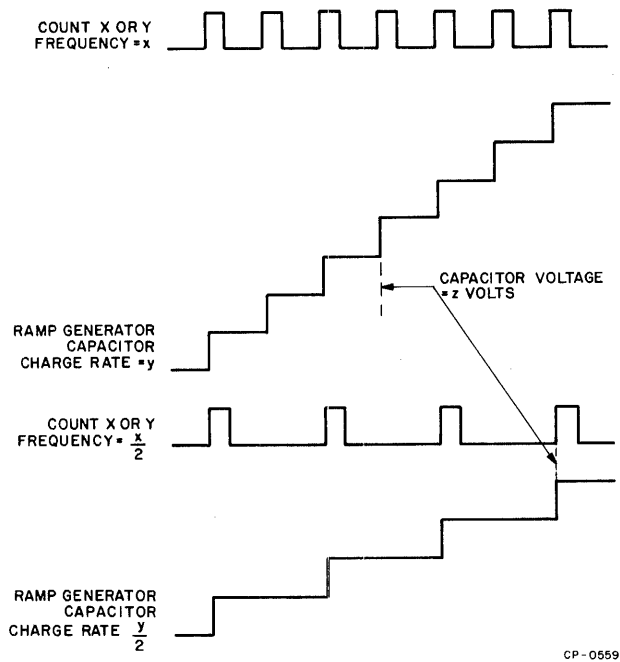 COUNT X OR Y
FREQUENCY = x
CAPACITOR VOLTAGE
= z VOLTS
RAMP GENERATOR
CAPACITOR
CHARGE RATE = y
COUNT X OR Y
FREQUENCY = x/2
RAMP GENERATOR
CAPACITOR
CHARGE RATE y/2
CP-0559